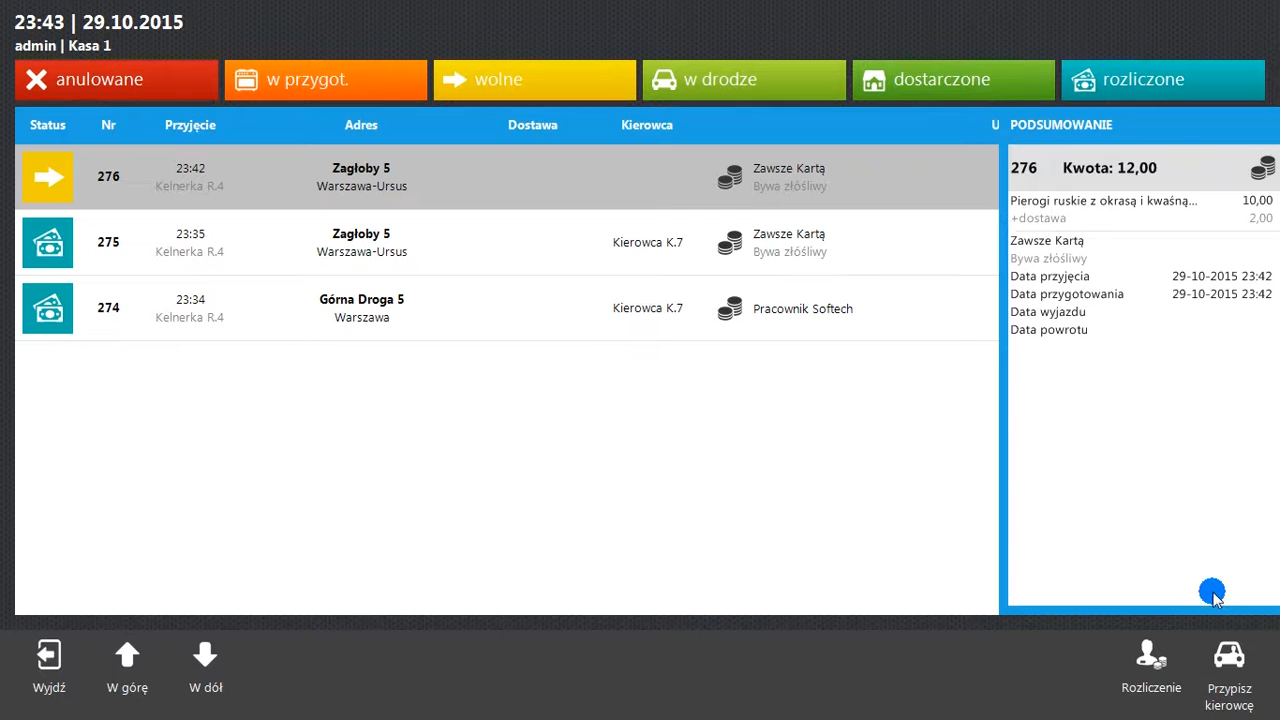 23:43 | 29.10.2015
admin | Kasa 1
anulowane
w przygot.
wolne
w drodze
dostarczone
rozliczone
Status Nr Przyjęcie Adres Dostawa Kierowca U
276 23:42 Zagłoby 5 Zawsze Kartą
Kelnerka R.4 Warszawa-Ursus Bywa złóśliwy
275 23:35 Zagłoby 5 Kierowca K.7 Zawsze Kartą
Kelnerka R.4 Warszawa-Ursus Bywa złóśliwy
274 23:34 Górna Droga 5 Kierowca K.7 Pracownik Softech
Kelnerka R.4 Warszawa
PODSUMOWANIE
276 Kwota: 12,00
Pierogi ruskie z okrasą i kwaśną... 10,00
+dostawa 2,00
Zawsze Kartą
Bywa złóśliwy
Data przyjęcia 29-10-2015 23:42
Data przygotowania 29-10-2015 23:42
Data wyjazdu
Data powrotu
Wyjdź
W górę
W dół
Rozliczenie
Przypisz
kierowcę